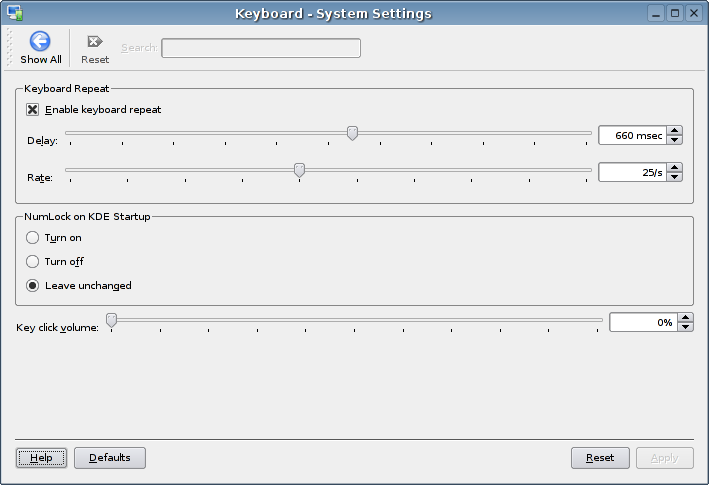 Keyboard - System Settings
Show All
Reset
Search:
Keyboard Repeat
Enable keyboard repeat
Delay:
660 msec
Rate:
25/s
NumLock on KDE Startup
Turn on
Turn off
Leave unchanged
Key click volume:
0%
Help
Defaults
Reset
Apply